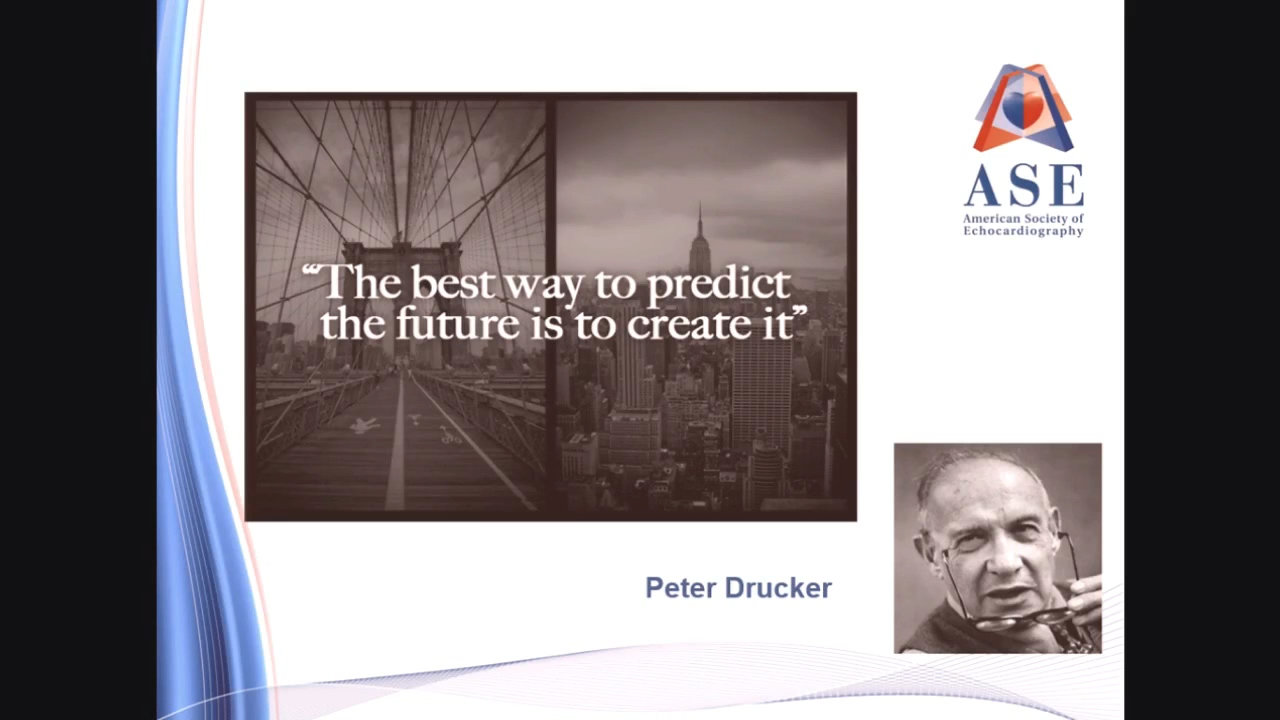 “The best way to predict
the future is to create it”
ASE
American Society of
Echocardiography
Peter Drucker